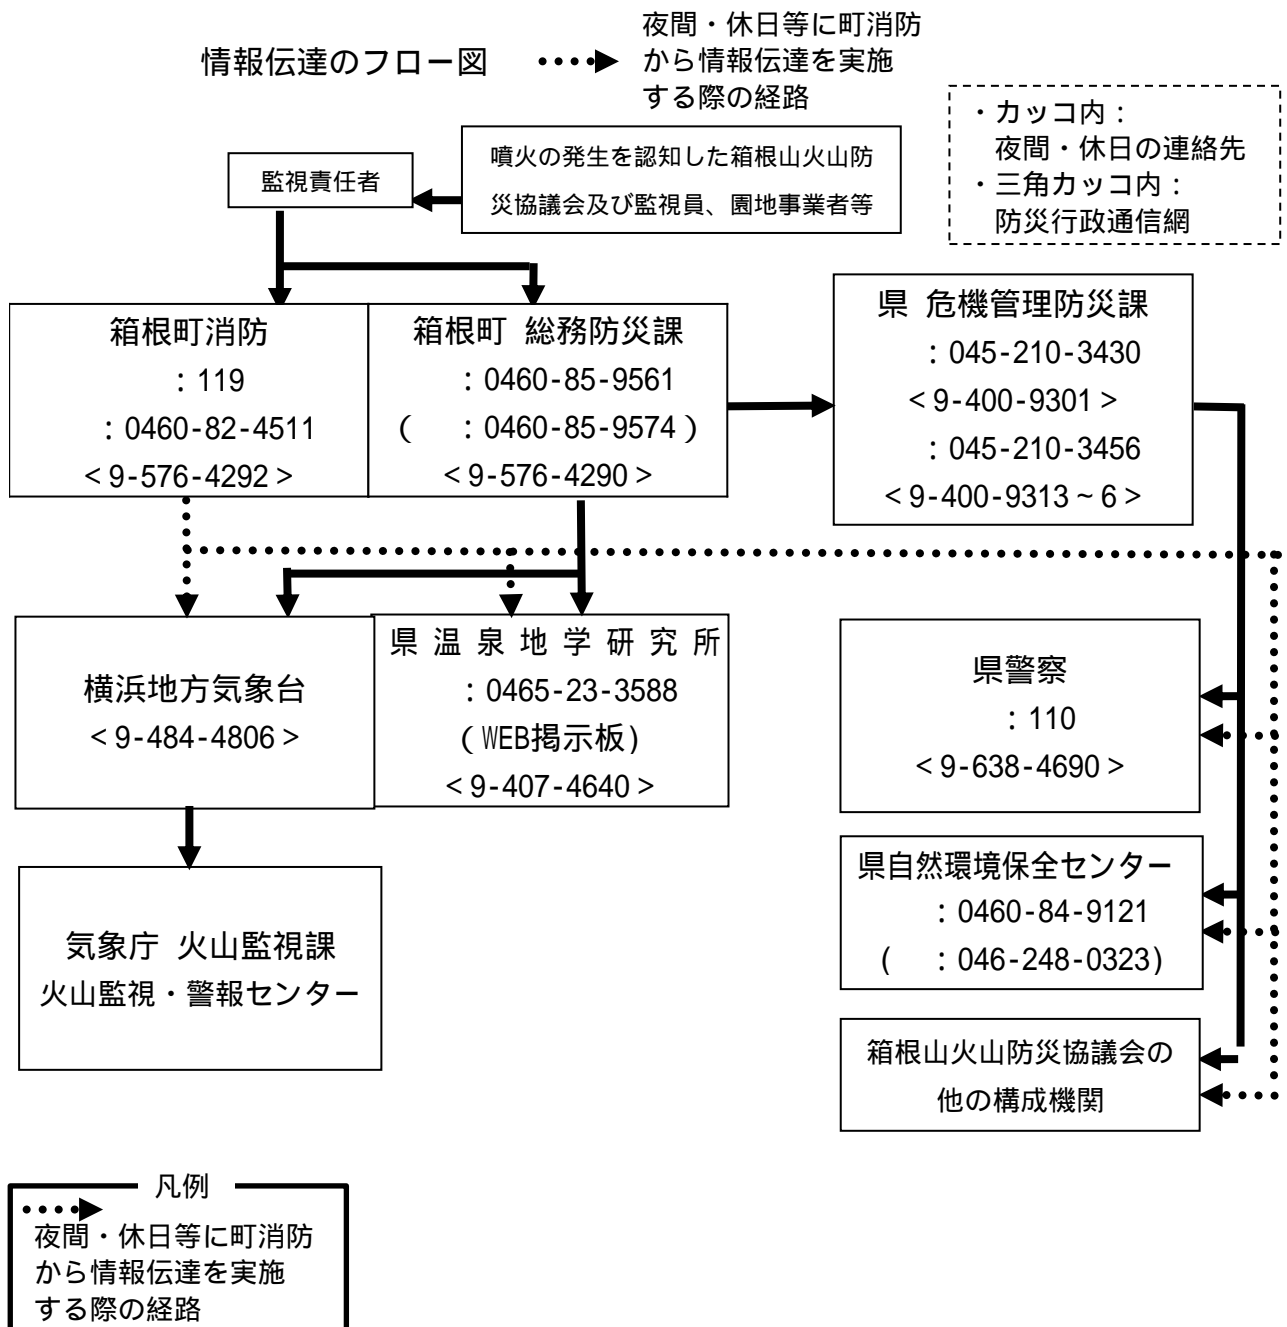 情報伝達のフロー図
夜間・休日等に町消防
から情報伝達を実施
する際の経路
・カッコ内：
夜間・休日の連絡先
・三角カッコ内：
防災行政通信網
監視責任者
噴火の発生を認知した箱根山火山防
災協議会及び監視員、園地事業者等
箱根町消防
：119
：0460-82-4511
＜9-576-4292＞
箱根町 総務防災課
：0460-85-9561
（ ：0460-85-9574）
＜9-576-4290＞
県 危機管理防災課
：045-210-3430
＜9-400-9301＞
：045-210-3456
＜9-400-9313～6＞
横浜地方気象台
＜9-484-4806＞
県温泉地学研究所
：0465-23-3588
（WEB掲示板）
＜9-407-4640＞
県警察
：110
＜9-638-4690＞
気象庁 火山監視課
火山監視・警報センター
県自然環境保全センター
：0460-84-9121
（ ：046-248-0323）
箱根山火山防災協議会の
他の構成機関
凡例
夜間・休日等に町消防
から情報伝達を実施
する際の経路